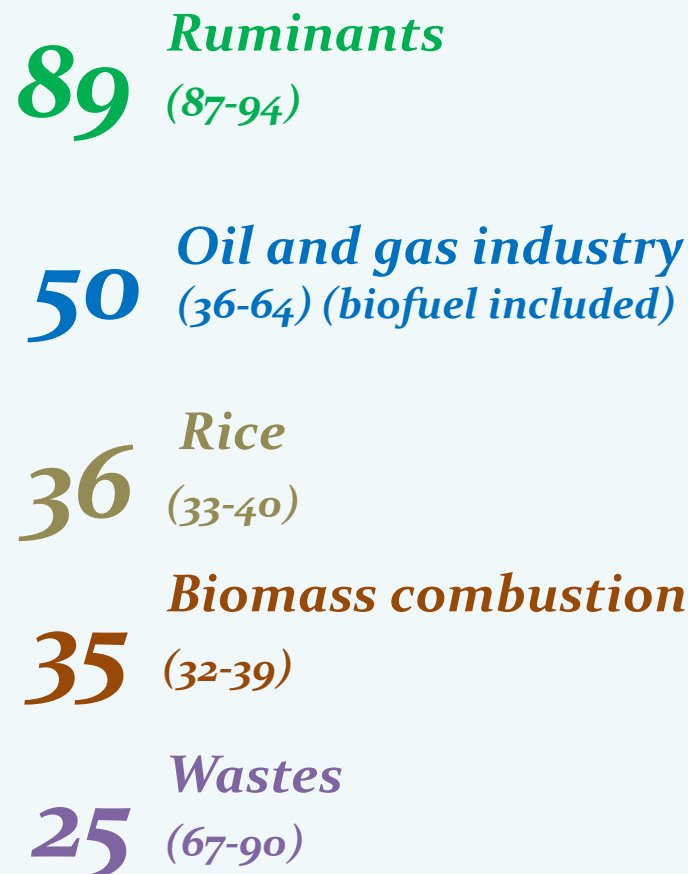 Ruminants
89
(87-94)
Oil and gas industry
50
(36-64) (biofuel included)
Rice
36
(33-40)
Biomass combustion
35
(32-39)
Wastes
25
(67-90)